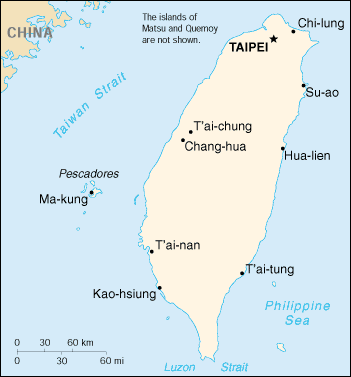 The islands of
Matsu and Quemoy
are not shown.
CHINA
Chi-lung
TAIPEI
Taiwan Strait
Su-ao
T'ai-chung
Chang-hua
Hua-lien
Pescadores
Ma-kung
T'ai-nan
T'ai-tung
Kao-hsiung
Philippine
Sea
0 30 60 km
0 30 60 mi
Luzon Strait